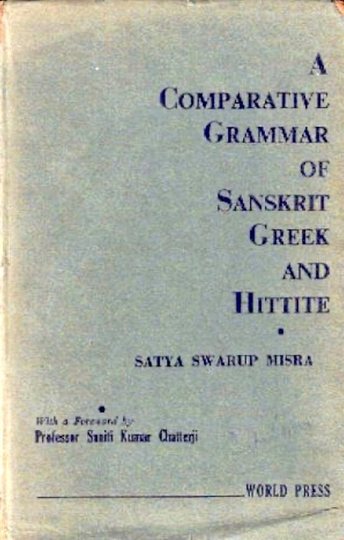 A
COMPARATIVE
GRAMMAR
OF
SANSKRIT
GREEK
AND
HITTITE
SATYA SWARUP MISRA
With a Foreword by
Professor Suniti Kumar Chatterji
WORLD PRESS